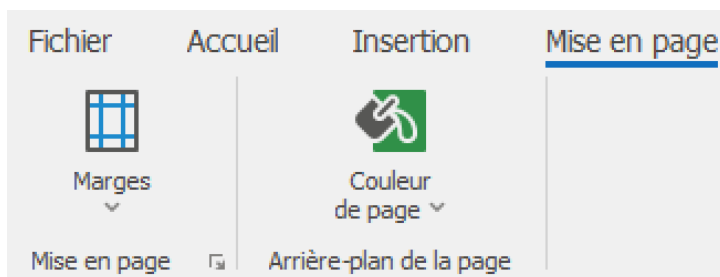 Fichier Accueil Insertion Mise en page
Marges
Couleur
de page
Mise en page
Arrière-plan de la page